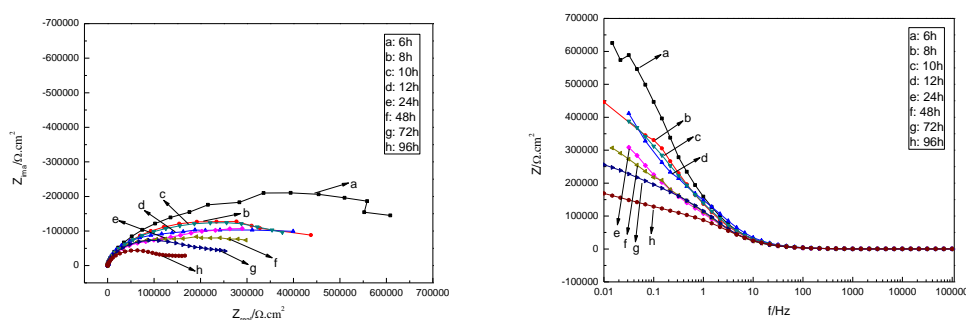 -700000
-600000
-500000
-400000
-300000
-200000
-100000
0
Z_ima/Ω.cm²
0 100000 200000 300000 400000 500000 600000 700000
/Ω.cm²
a: 6h
b: 8h
c: 10h
d: 12h
e: 24h
f: 48h
g: 72h
h: 96h
a
c
d
e
b
f
g
h
700000
600000
500000
400000
300000
200000
100000
0
-100000
Z/Ω.cm²
0.01 0.1 1 10 100 1000 10000 100000
f/Hz
a: 6h
b: 8h
c: 10h
d: 12h
e: 24h
f: 48h
g: 72h
h: 96h
a
b
c
d
e
f
g
h